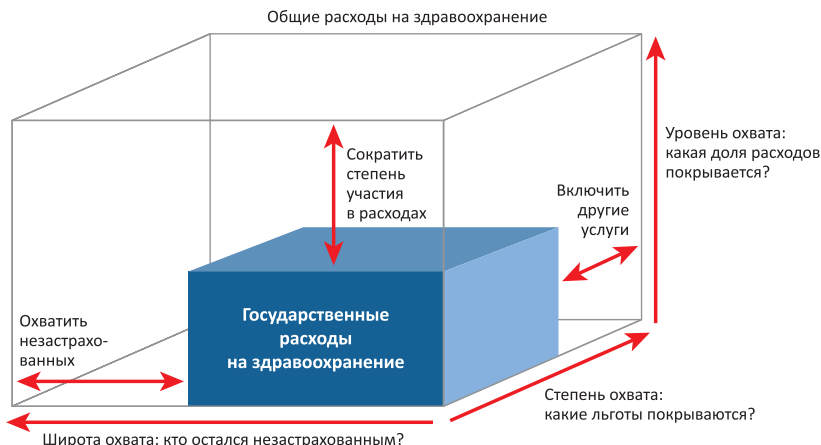 Общие расходы на здравоохранение
Уровень охвата:
какая доля расходов
покрывается?
Сократить
степень
участия
в расходах
Включить
другие
услуги
Государственные
расходы
на здравоохранение
Охватить
незастрахо-
ванных
Степень охвата:
какие льготы покрываются?
Широта охвата: кто остался незастрахованным?